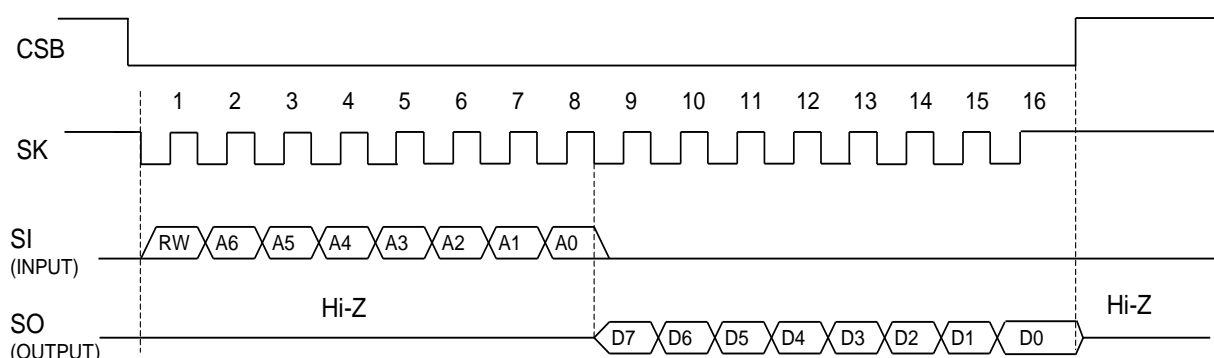 CSB
1 2 3 4 5 6 7 8 9 10 11 12 13 14 15 16
SK
SI
(INPUT)
RW A6 A5 A4 A3 A2 A1 A0
Hi-Z
Hi-Z
SO
(OUTPUT)
D7 D6 D5 D4 D3 D2 D1 D0